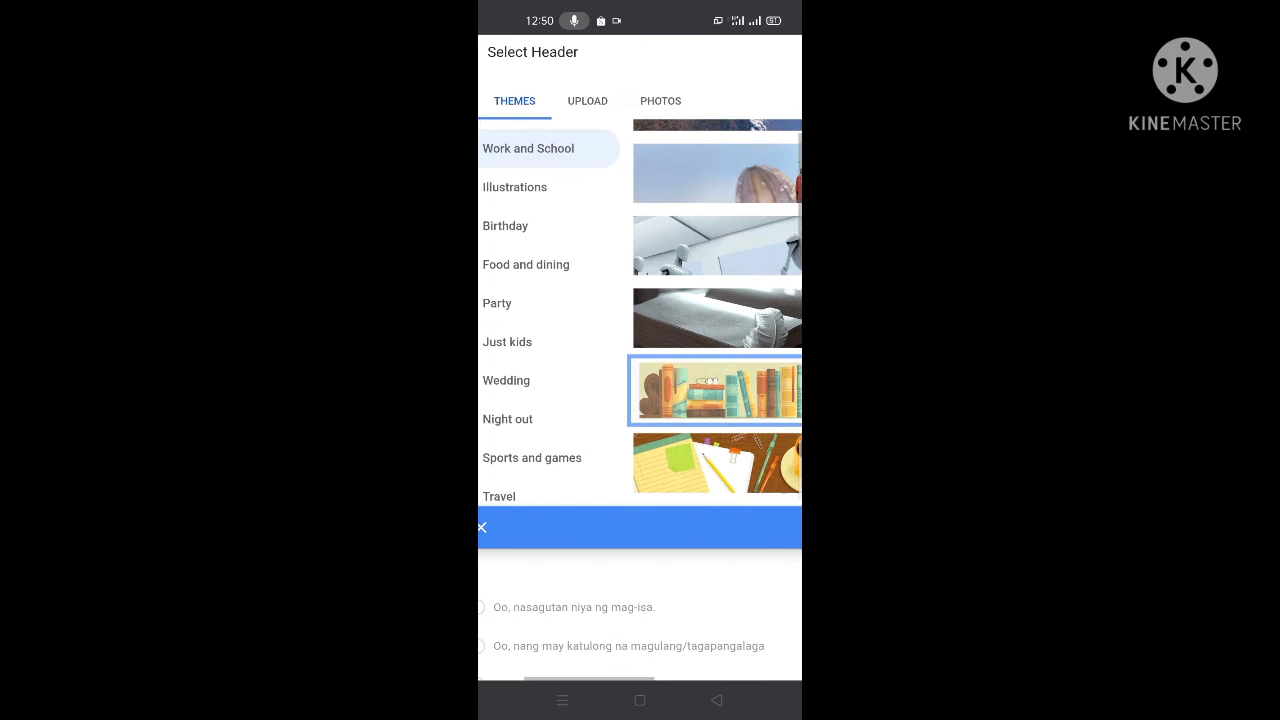 12:50
Select Header
THEMES UPLOAD PHOTOS
Work and School
Illustrations
Birthday
Food and dining
Party
Just kids
Wedding
Night out
Sports and games
Travel
Oo, nasagutan niya ng mag-isa.
Oo, nang may katulong na magulang/tagapangalaga
K
KINEMASTER